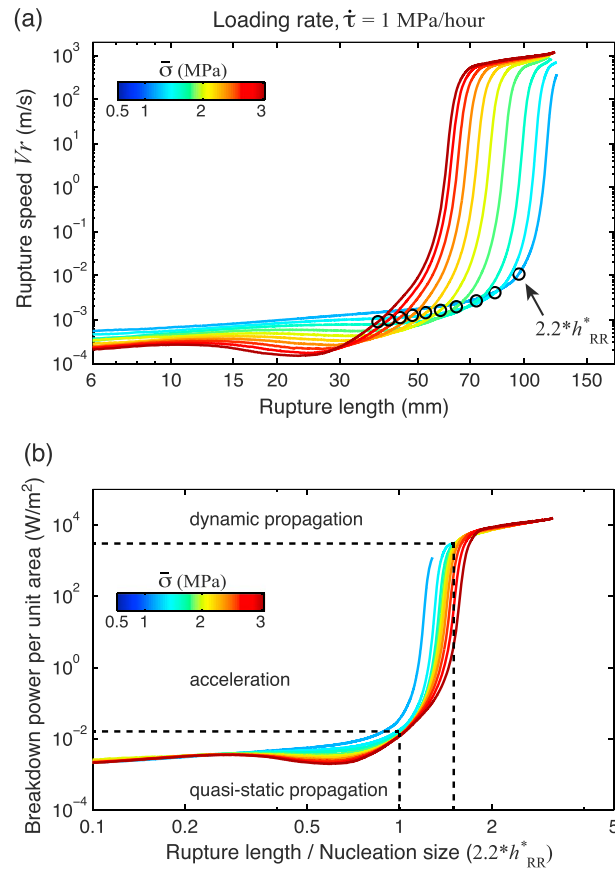 (a)
Loading rate, τ̇ = 1 MPa/hour
Rupture speed Vr (m/s)
10³
10²
10¹
10⁰
10⁻¹
10⁻²
10⁻³
10⁻⁴
σ̄ (MPa)
0.5 1 2 3
2.2*h*RR
6 10 15 20 30 50 70 100 150
Rupture length (mm)
(b)
Breakdown power per unit area (W/m²)
10⁴
10²
10⁰
10⁻²
10⁻⁴
dynamic propagation
σ̄ (MPa)
0.5 1 2 3
acceleration
quasi-static propagation
0.1 0.2 0.5 1 2 5
Rupture length / Nucleation size (2.2*h*RR)